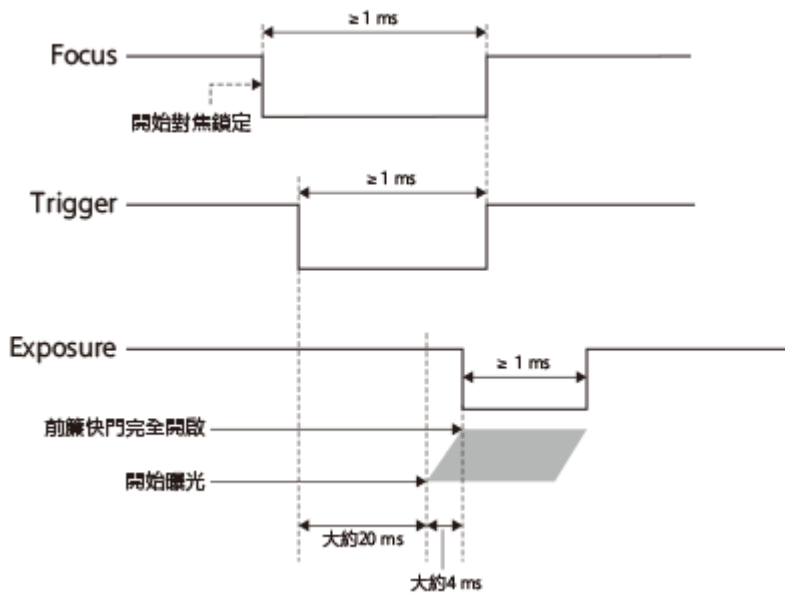 ≥ 1 ms
Focus
開始對焦鎖定
≥ 1 ms
Trigger
Exposure
≥ 1 ms
前簾快門完全開啟
開始曝光
大約20 ms
大約4 ms